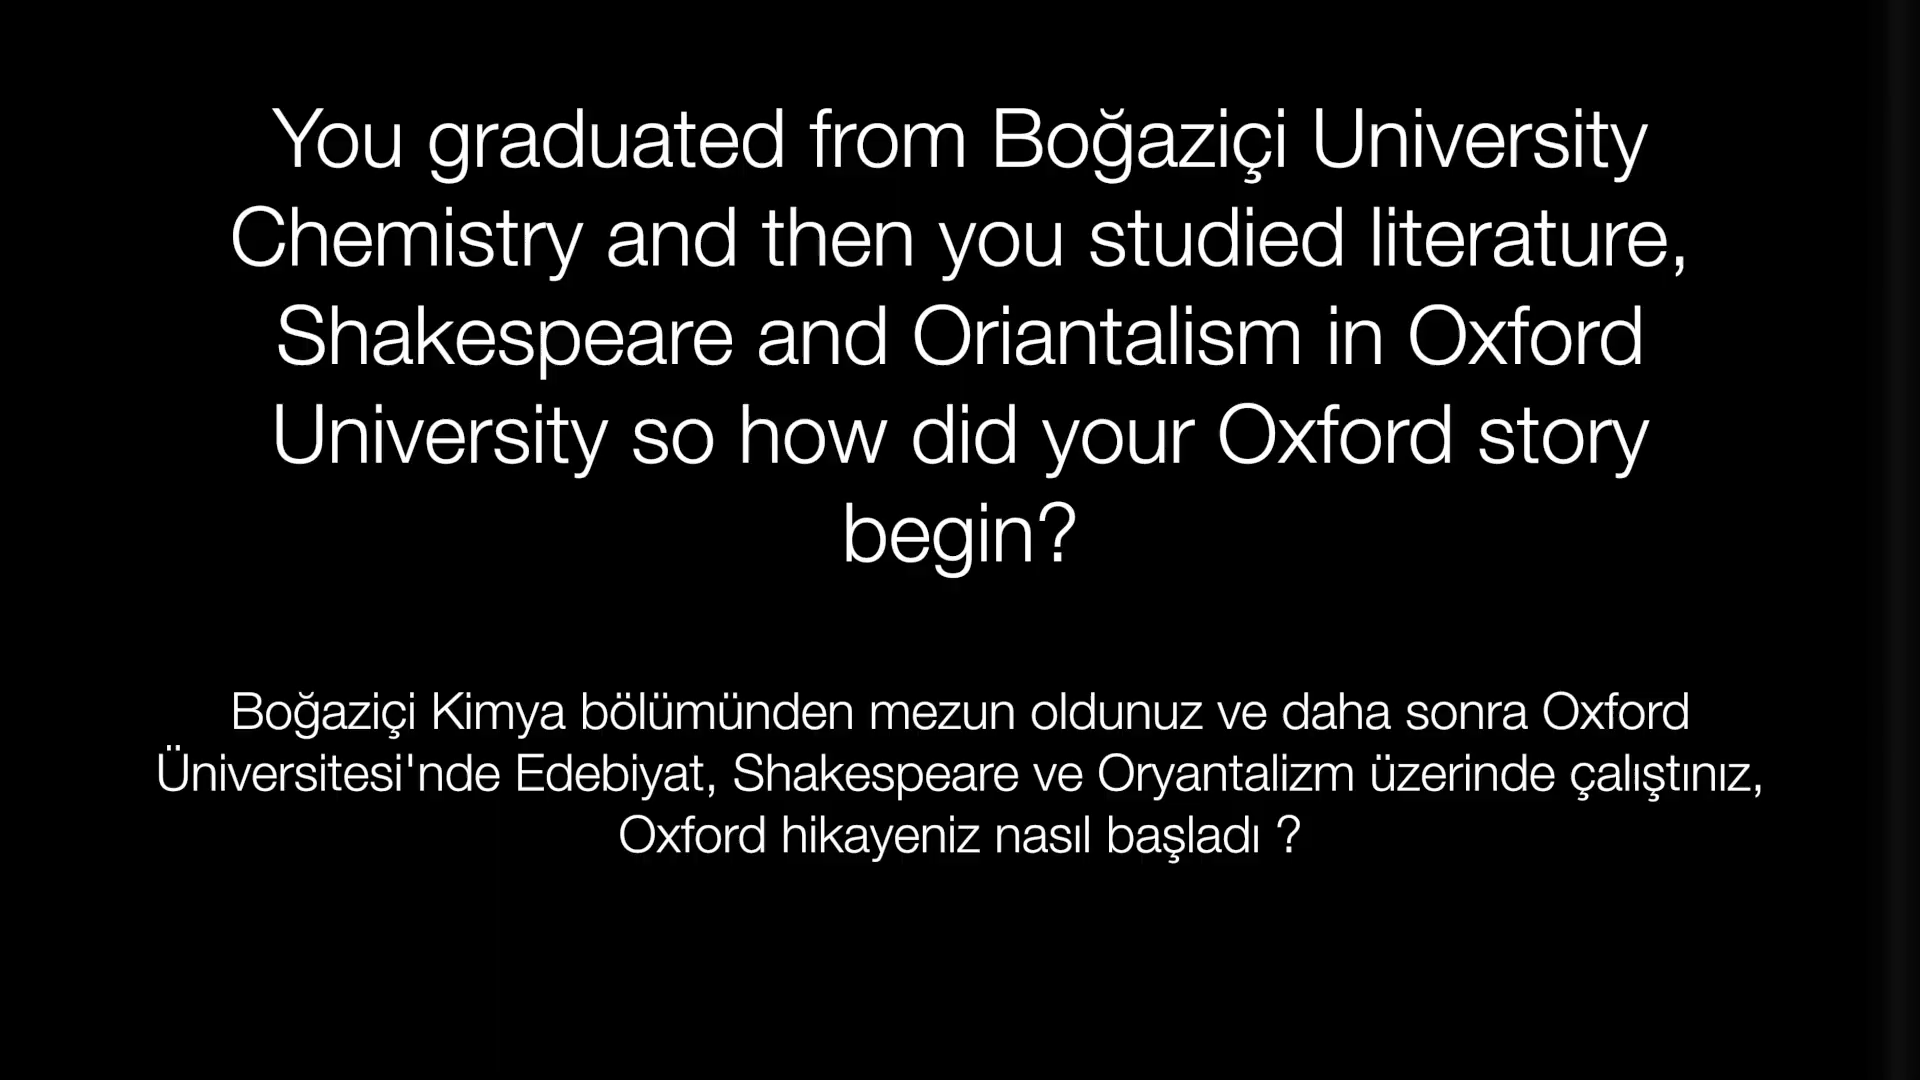 You graduated from Boğaziçi University
Chemistry and then you studied literature,
Shakespeare and Oriantalism in Oxford
University so how did your Oxford story
begin?
Boğaziçi Kimya bölümünden mezun oldunuz ve daha sonra Oxford
Üniversitesi'nde Edebiyat, Shakespeare ve Oryantalizm üzerinde çalıştınız,
Oxford hikayeniz nasıl başladı ?